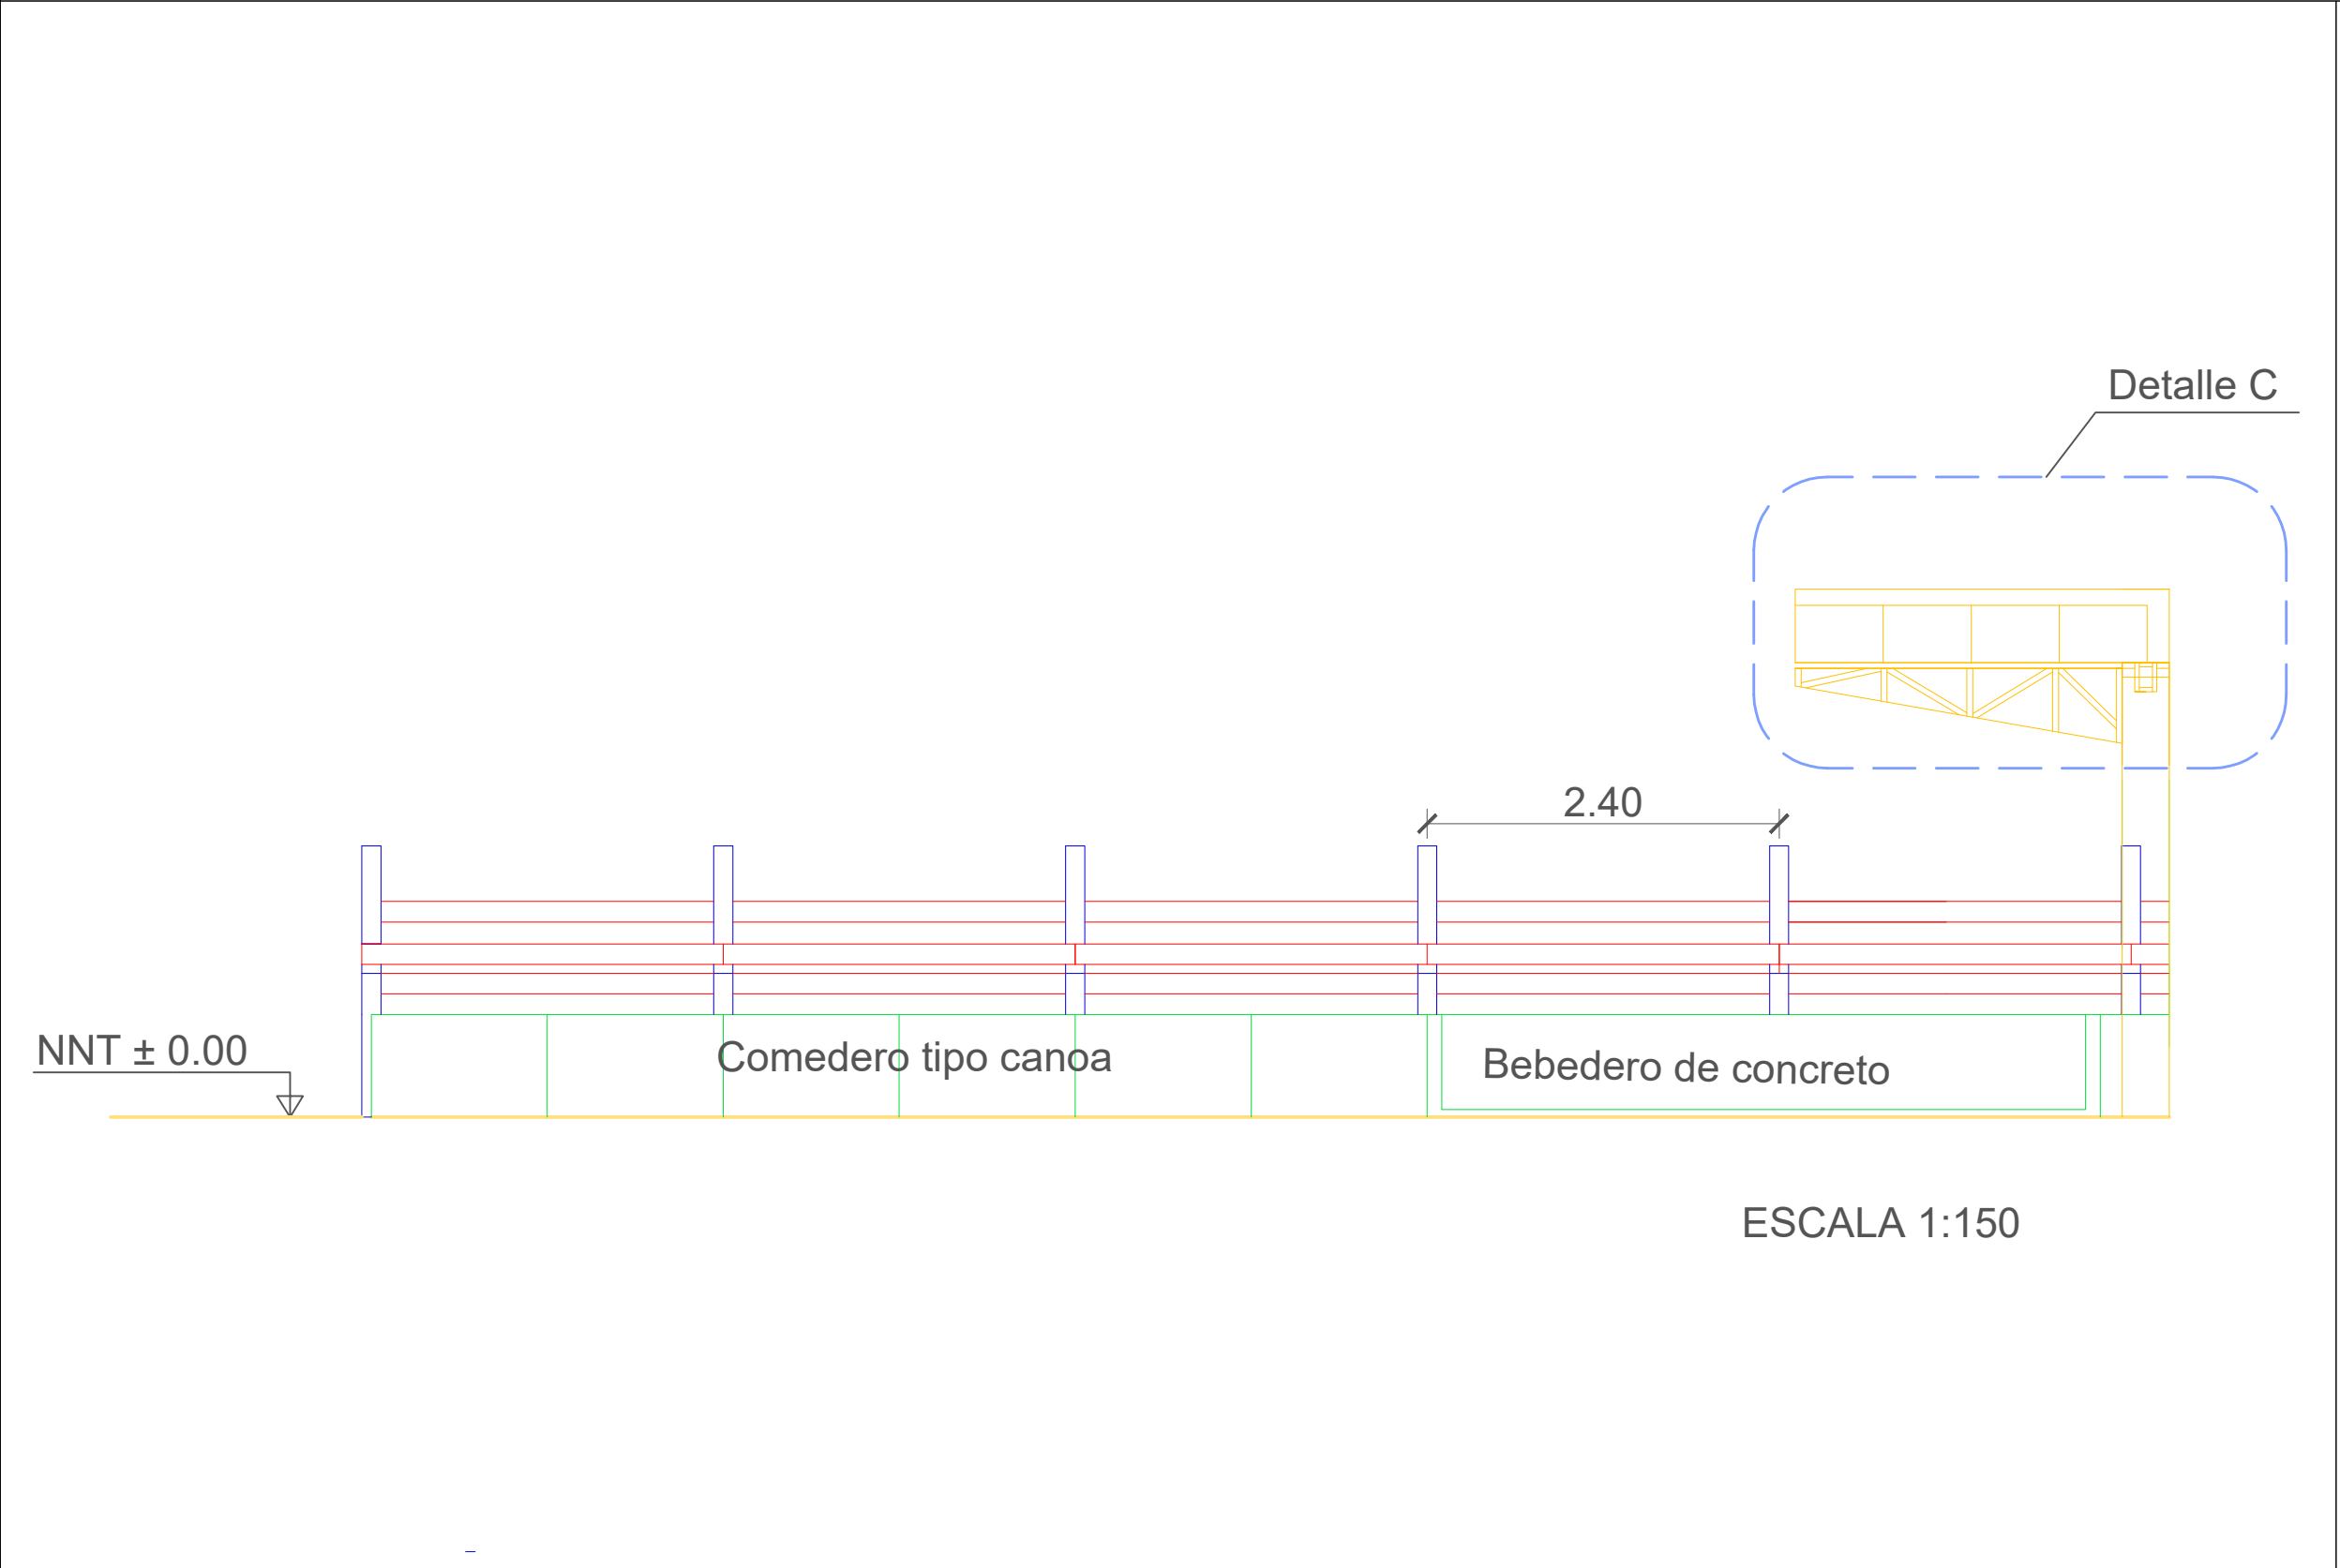 Detalle C
2.40
NNT ± 0.00
Comedero tipo canoa
Bebedero de concreto
ESCALA 1:150